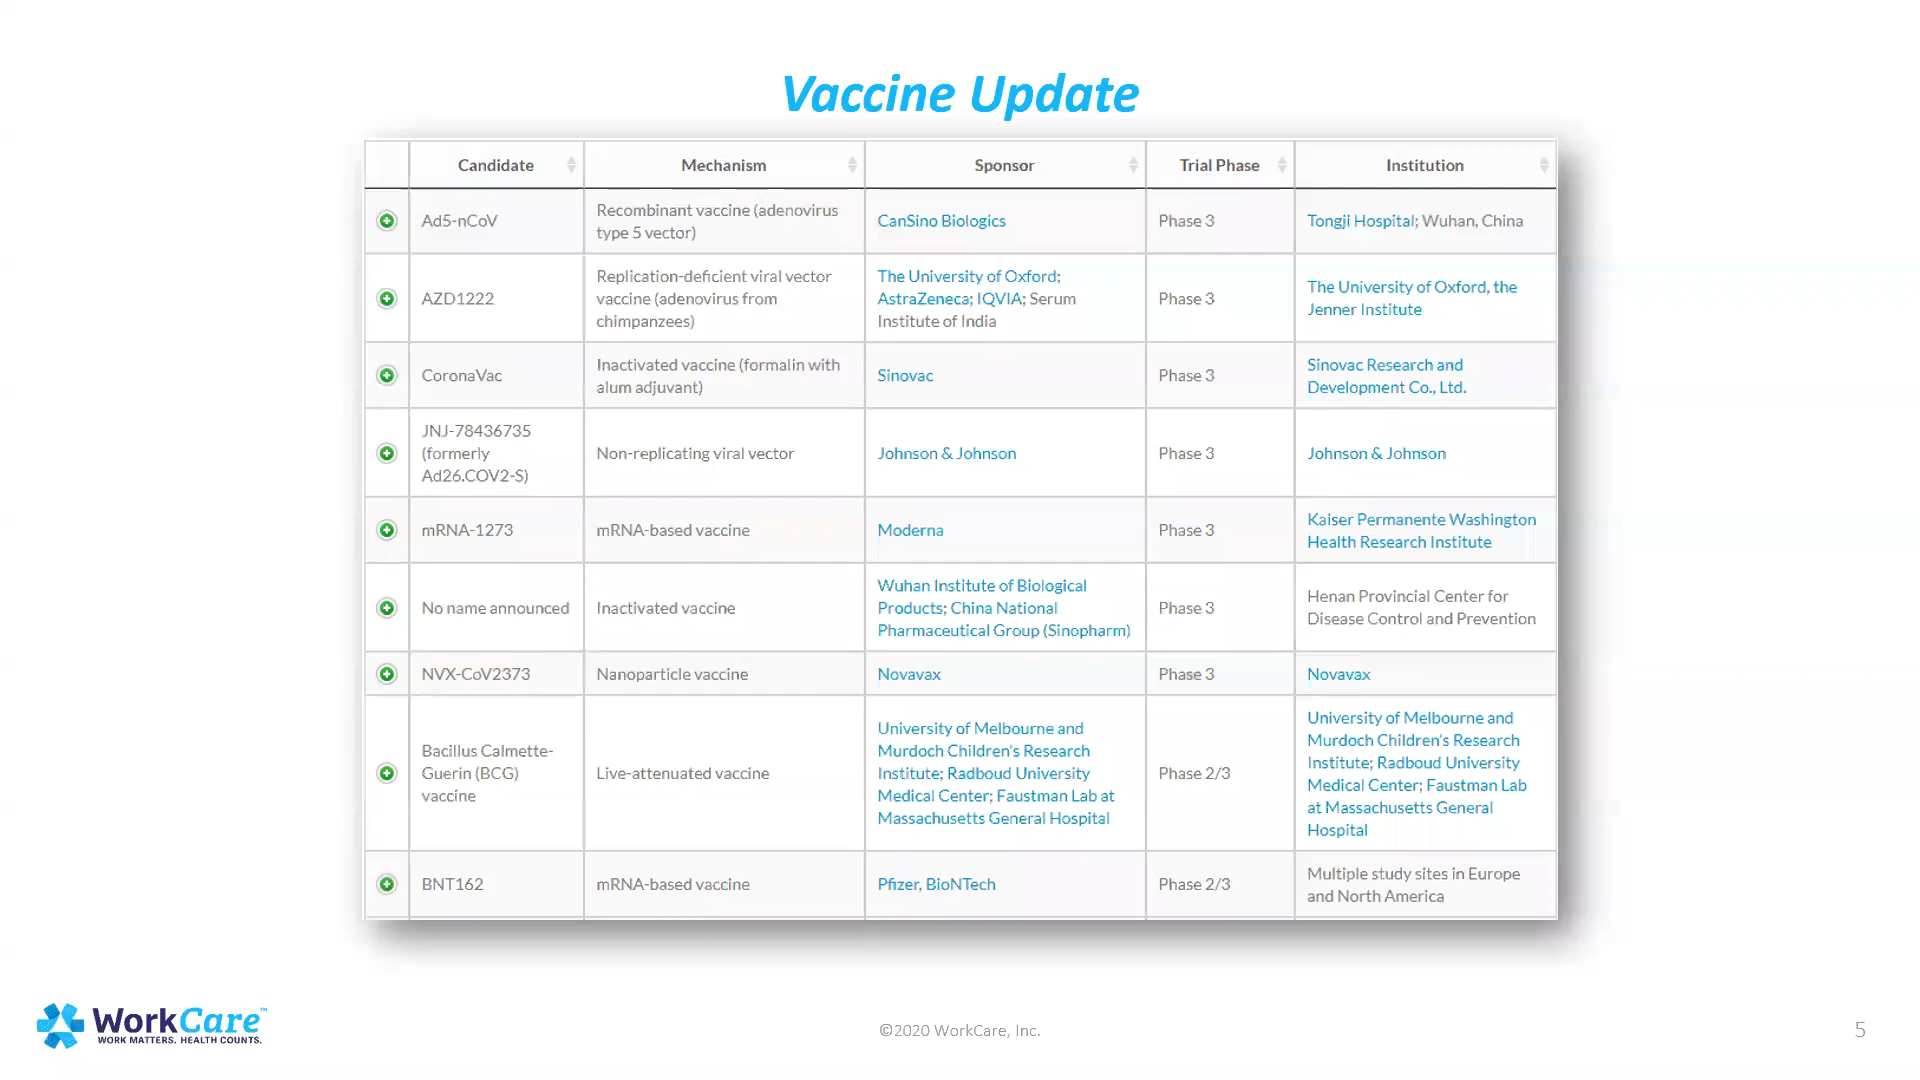 Vaccine Update
Candidate
Mechanism
Sponsor
Trial Phase
Institution
Ad5-nCoV
Recombinant vaccine (adenovirus
type 5 vector)
CanSino Biologics
Phase 3
Tongji Hospital; Wuhan, China
AZD1222
Replication-deficient viral vector
vaccine (adenovirus from
chimpanzees)
The University of Oxford;
AstraZeneca; IQVIA; Serum
Institute of India
Phase 3
The University of Oxford, the
Jenner Institute
CoronaVac
Inactivated vaccine (formalin with
alum adjuvant)
Sinovac
Phase 3
Sinovac Research and
Development Co., Ltd.
JNJ-78436735
(formerly
Ad26.COV2-S)
Non-replicating viral vector
Johnson & Johnson
Phase 3
Johnson & Johnson
mRNA-1273
mRNA-based vaccine
Moderna
Phase 3
Kaiser Permanente Washington
Health Research Institute
No name announced
Inactivated vaccine
Wuhan Institute of Biological
Products; China National
Pharmaceutical Group (Sinopharm)
Phase 3
Henan Provincial Center for
Disease Control and Prevention
NVX-CoV2373
Nanoparticle vaccine
Novavax
Phase 3
Novavax
Bacillus Calmette-
Guerin (BCG)
vaccine
Live-attenuated vaccine
University of Melbourne and
Murdoch Children's Research
Institute; Radboud University
Medical Center; Faustman Lab at
Massachusetts General Hospital
Phase 2/3
University of Melbourne and
Murdoch Children's Research
Institute; Radboud University
Medical Center; Faustman Lab
at Massachusetts General
Hospital
BNT162
mRNA-based vaccine
Pfizer, BioNTech
Phase 2/3
Multiple study sites in Europe
and North America
WorkCare™
WORK MATTERS. HEALTH COUNTS.
©2020 WorkCare, Inc.
5